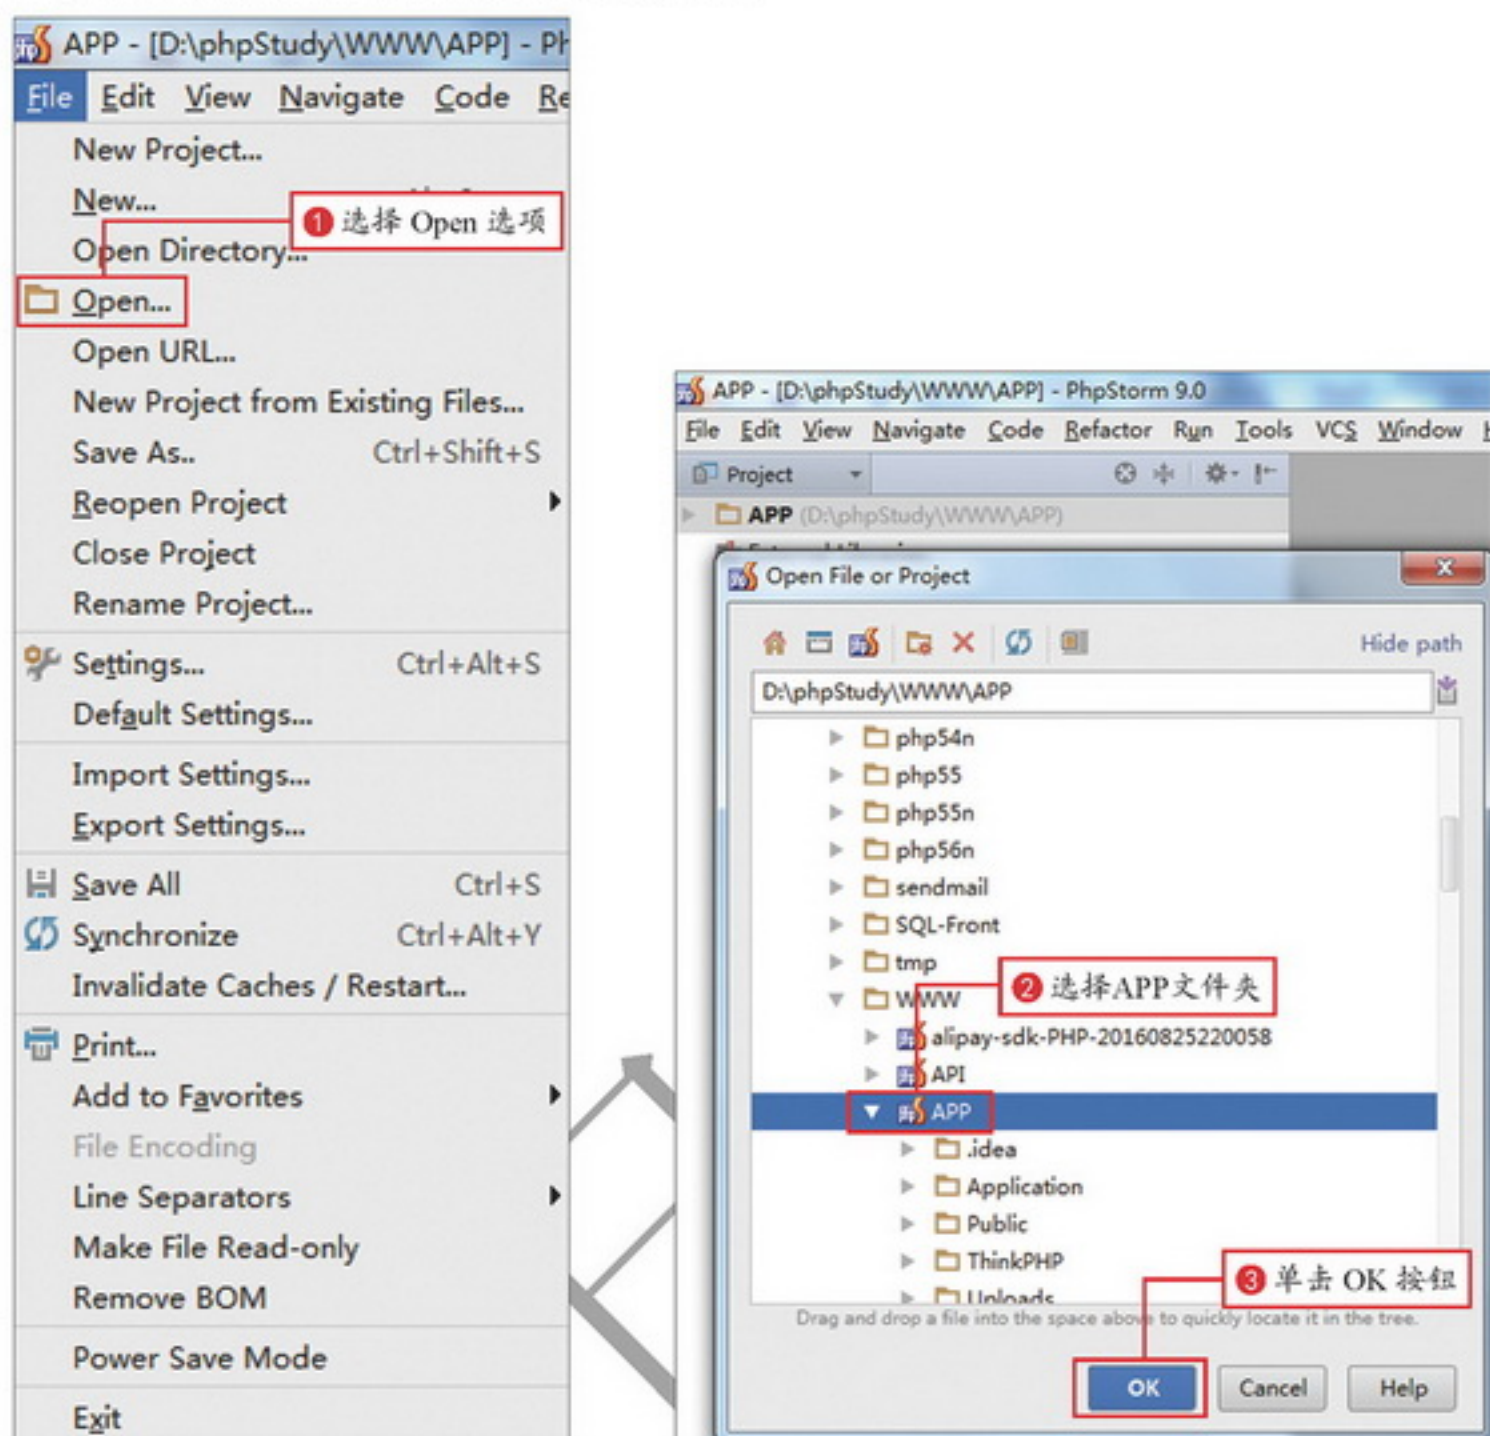 APP - [D:\phpStudy\WWW\APP] - Ph
File Edit View Navigate Code Re
New Project...
New...
① 选择 Open 选项
Open Directory...
Open...
Open URL...
New Project from Existing Files...
Save As.. Ctrl+Shift+S
Reopen Project
Close Project
Rename Project...
Settings... Ctrl+Alt+S
Default Settings...
Import Settings...
Export Settings...
Save All Ctrl+S
Synchronize Ctrl+Alt+Y
Invalidate Caches / Restart...
Print...
Add to Favorites
File Encoding
Line Separators
Make File Read-only
Remove BOM
Power Save Mode
Exit
APP - [D:\phpStudy\WWW\APP] - PhpStorm 9.0
File Edit View Navigate Code Refactor Run Tools VCS Window
Project
APP (D:\phpStudy\WWW\APP)
Open File or Project
Hide path
D:\phpStudy\WWW\APP
php54n
php55
php55n
php56n
sendmail
SQL-Front
tmp
② 选择APP文件夹
WWW
alipay-sdk-PHP-20160825220058
API
APP
.idea
Application
Public
ThinkPHP
③ 单击 OK 按钮
Uploads
Drag and drop a file into the space above to quickly locate it in the tree.
OK Cancel Help